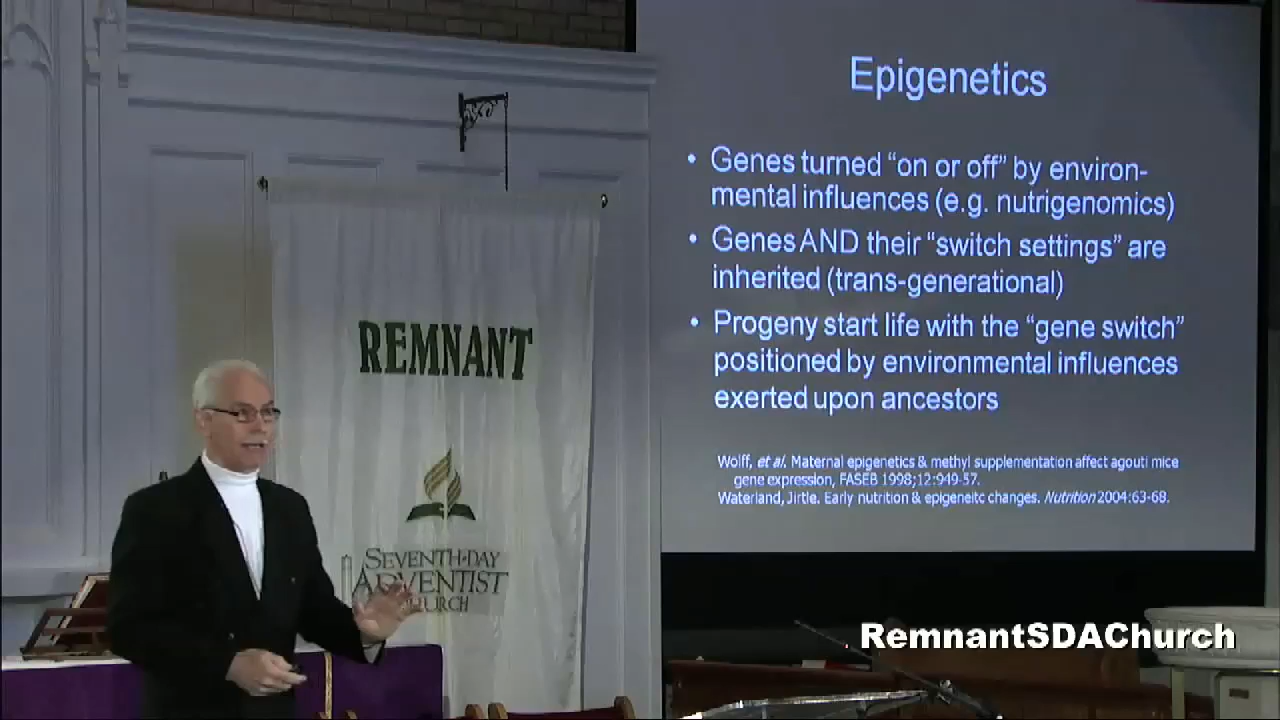 Epigenetics
• Genes turned “on or off” by environ-
mental influences (e.g. nutrigenomics)
• Genes AND their “switch settings” are
inherited (trans-generational)
• Progeny start life with the “gene switch”
positioned by environmental influences
exerted upon ancestors
Wolff, et al. Maternal epigenetics & methyl supplementation affect agouti mice
gene expression, FASEB 1998;12:949-57.
Waterland, Jirtle. Early nutrition & epigeneitc changes. Nutrition 2004:63-68.
REMNANT
SEVENTH-DAY
ADVENTIST
CHURCH
RemnantSDAChurch